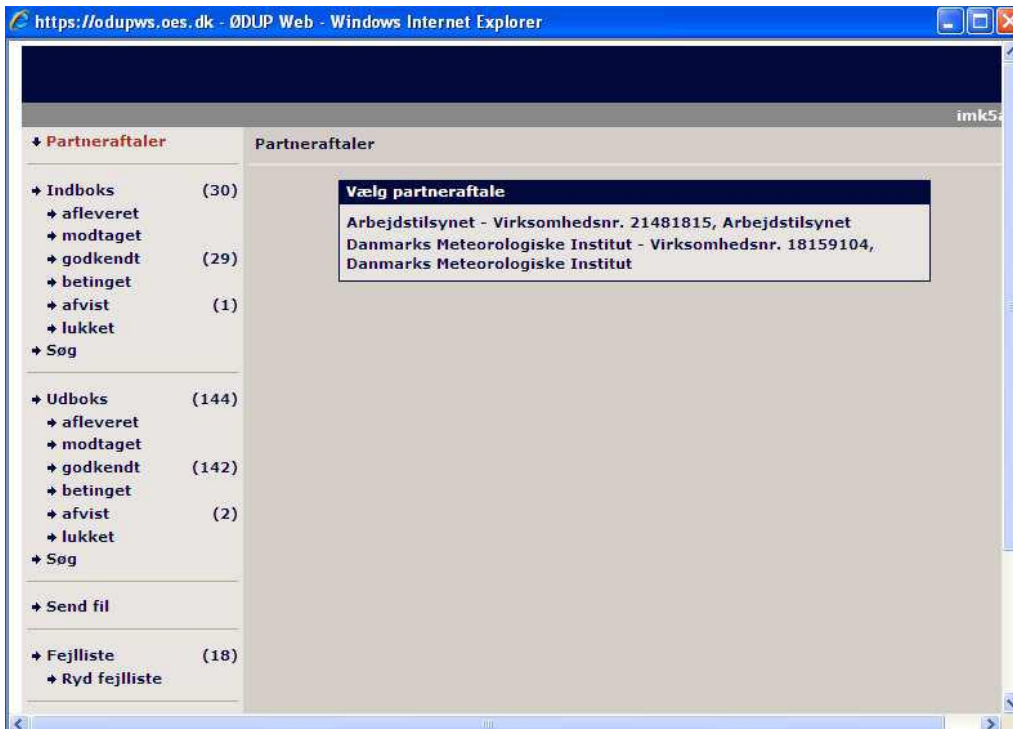 https://odupws.oes.dk - ØDUP Web - Windows Internet Explorer
Partneraftaler
Indboks (30)
afleveret
modtaget
godkendt (29)
betinget
afvist (1)
lukket
Søg
Udboks (144)
afleveret
modtaget
godkendt (142)
betinget
afvist (2)
lukket
Søg
Send fil
Fejlliste (18)
Ryd fejlliste
Partneraftaler
Vælg partneraftale
Arbejdstilsynet - Virksomhedsnr. 21481815, Arbejdstilsynet
Danmarks Meteorologiske Institut - Virksomhedsnr. 18159104,
Danmarks Meteorologiske Institut